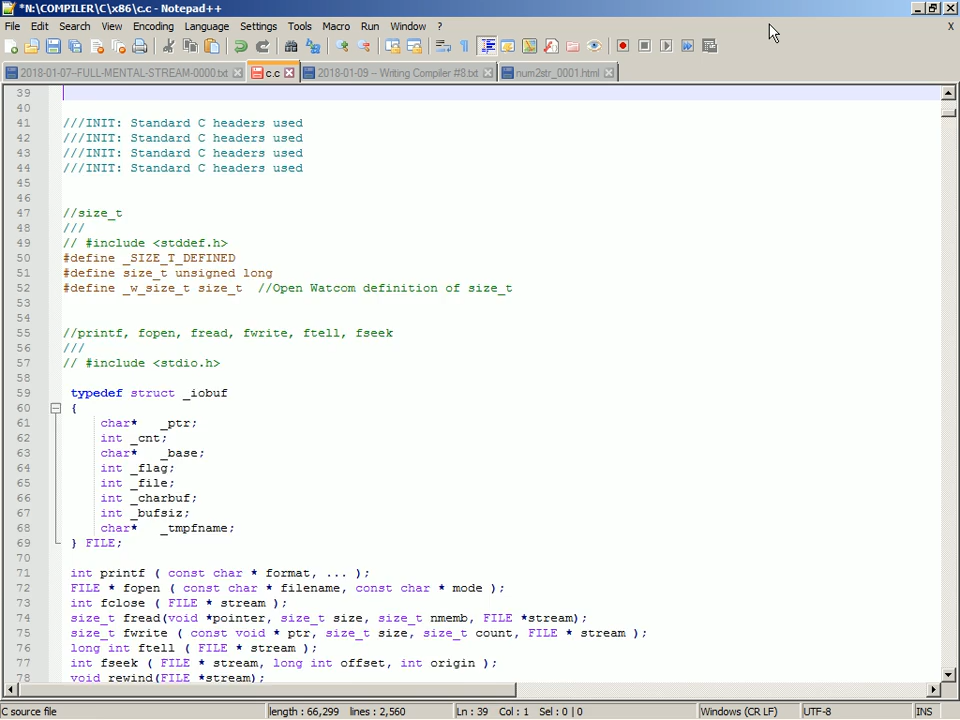 *N:\COMPILER\C\x86\c.c - Notepad++
File Edit Search View Encoding Language Settings Tools Macro Run Window ? X
2018-01-07--FULL-MENTAL-STREAM-0000.txt c.c 2018-01-09 -- Writing Compiler #8.txt num2str_0001.html
39
40
41 ///INIT: Standard C headers used
42 ///INIT: Standard C headers used
43 ///INIT: Standard C headers used
44 ///INIT: Standard C headers used
45
46
47 //size_t
48 ///
49 // #include <stddef.h>
50 #define _SIZE_T_DEFINED
51 #define size_t unsigned long
52 #define _w_size_t size_t //Open Watcom definition of size_t
53
54
55 //printf, fopen, fread, fwrite, ftell, fseek
56 ///
57 // #include <stdio.h>
58
59 typedef struct _iobuf
60 {
61 char* _ptr;
62 int _cnt;
63 char* _base;
64 int _flag;
65 int _file;
66 int _charbuf;
67 int _bufsiz;
68 char* _tmpfname;
69 } FILE;
70
71 int printf ( const char * format, ... );
72 FILE * fopen ( const char * filename, const char * mode );
73 int fclose ( FILE * stream );
74 size_t fread(void *pointer, size_t size, size_t nmemb, FILE *stream);
75 size_t fwrite ( const void * ptr, size_t size, size_t count, FILE * stream );
76 long int ftell ( FILE * stream );
77 int fseek ( FILE * stream, long int offset, int origin );
78 void rewind(FILE *stream);
C source file length : 66,299 lines : 2,560 Ln : 39 Col : 1 Sel : 0 | 0 Windows (CR LF) UTF-8 INS